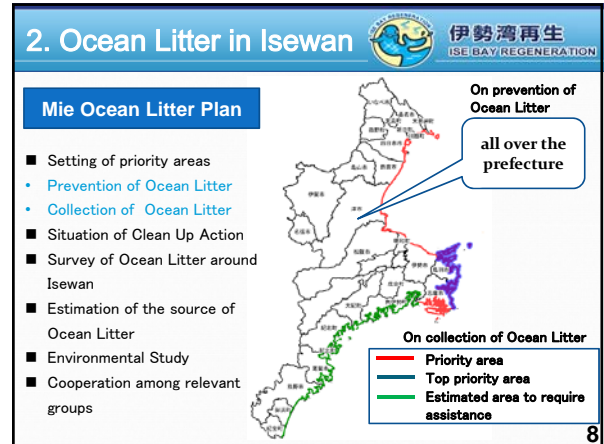 2. Ocean Litter in Isewan
ISE BAY REGENERATION
伊勢湾再生
ISE BAY REGENERATION
Mie Ocean Litter Plan
■ Setting of priority areas
• Prevention of Ocean Litter
• Collection of Ocean Litter
■ Situation of Clean Up Action
■ Survey of Ocean Litter around
Isewan
■ Estimation of the source of
Ocean Litter
■ Environmental Study
■ Cooperation among relevant
groups
On prevention of
Ocean Litter
all over the
prefecture
On collection of Ocean Litter
Priority area
Top priority area
Estimated area to require
assistance
8